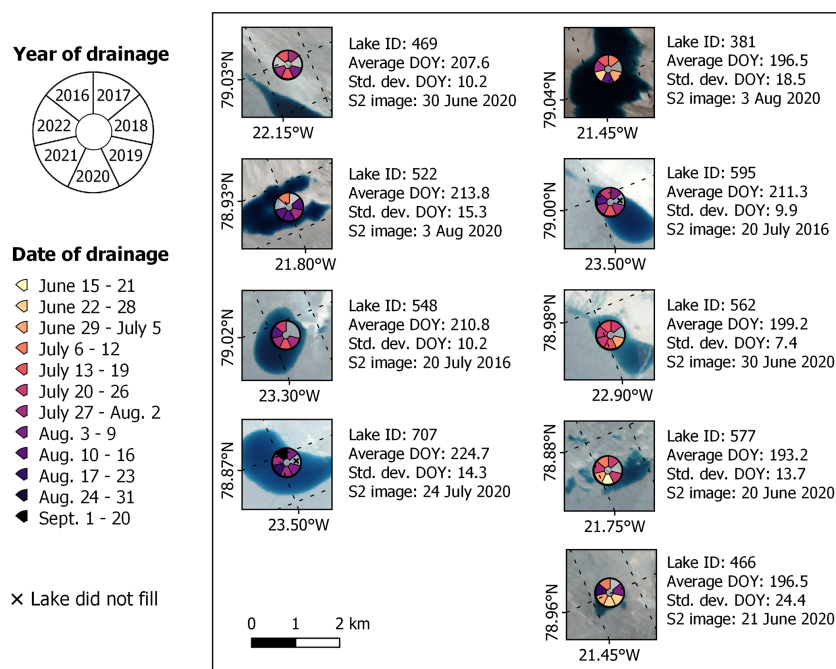 Year of drainage
2016
2017
2018
2019
2020
2021
2022
Date of drainage
June 15 - 21
June 22 - 28
June 29 - July 5
July 6 - 12
July 13 - 19
July 20 - 26
July 27 - Aug. 2
Aug. 3 - 9
Aug. 10 - 16
Aug. 17 - 23
Aug. 24 - 31
Sept. 1 - 20
× Lake did not fill
79.03°N
22.15°W
Lake ID: 469
Average DOY: 207.6
Std. dev. DOY: 10.2
S2 image: 30 June 2020
78.93°N
21.80°W
Lake ID: 522
Average DOY: 213.8
Std. dev. DOY: 15.3
S2 image: 3 Aug 2020
79.02°N
23.30°W
Lake ID: 548
Average DOY: 210.8
Std. dev. DOY: 10.2
S2 image: 20 July 2016
78.87°N
23.50°W
Lake ID: 707
Average DOY: 224.7
Std. dev. DOY: 14.3
S2 image: 24 July 2020
0 1 2 km
79.04°N
21.45°W
Lake ID: 381
Average DOY: 196.5
Std. dev. DOY: 18.5
S2 image: 3 Aug 2020
79.00°N
23.50°W
Lake ID: 595
Average DOY: 211.3
Std. dev. DOY: 9.9
S2 image: 20 July 2016
78.98°N
22.90°W
Lake ID: 562
Average DOY: 199.2
Std. dev. DOY: 7.4
S2 image: 30 June 2020
78.88°N
21.75°W
Lake ID: 577
Average DOY: 193.2
Std. dev. DOY: 13.7
S2 image: 20 June 2020
78.96°N
21.45°W
Lake ID: 466
Average DOY: 196.5
Std. dev. DOY: 24.4
S2 image: 21 June 2020